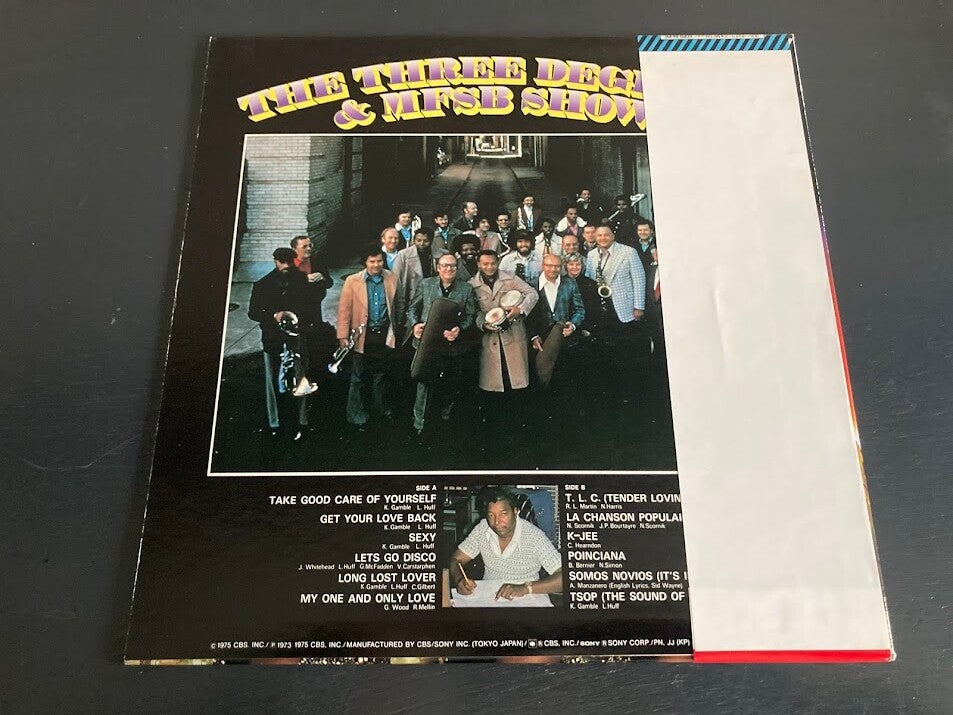 THE THREE DEG
& MFSB SHOW
SIDE A
TAKE GOOD CARE OF YOURSELF
K. Gamble L. Huff
GET YOUR LOVE BACK
K. Gamble L. Huff
SEXY
K. Gamble L. Huff
LETS GO DISCO
J. Whitehead L.Huff G.McFadden V.Carstarphen
LONG LOST LOVER
K.Gamble L.Huff C.Gilbert
MY ONE AND ONLY LOVE
G. Wood R.Mellin
SIDE B
T. L. C. (TENDER LOVIN
R. L. Martin N.Harris
LA CHANSON POPULAI
N. Scornik J.P. Bourtayre N. Scornik
K-JEE
C. Hearndon
POINCIANA
B. Bernier N.Simon
SOMOS NOVIOS (IT'S I
A. Manzanero (English Lyrics, Sid Wayne)
TSOP (THE SOUND OF
K. Gamble L.Huff
© 1975 CBS. INC./ ℗ 1973 1975 CBS, INC./MANUFACTURED BY CBS/SONY INC. (TOKYO JAPAN)/ ® CBS, INC./SONY ® SONY CORP./PN, JJ (KP)